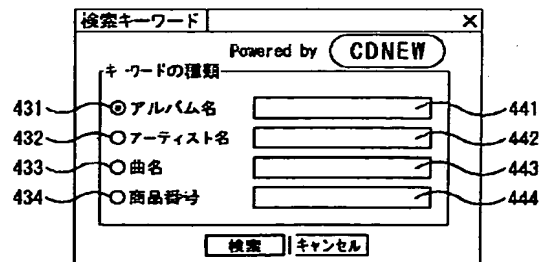 検索キーワード ×
Powered by CDNEW
キーワードの種類
431 アルバム名 441
432 アーティスト名 442
433 曲名 443
434 商品番号 444
検索 キャンセル